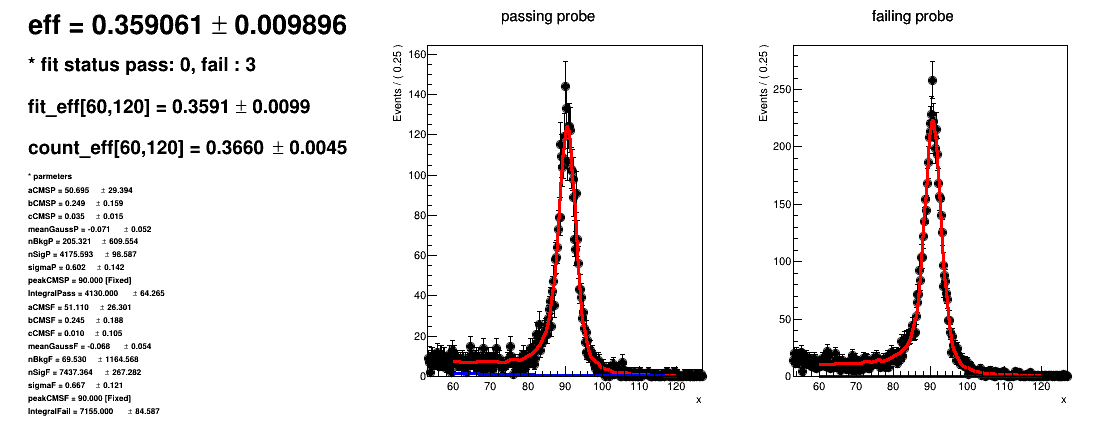 eff = 0.359061 ± 0.009896
* fit status pass: 0, fail : 3
fit_eff[60,120] = 0.3591 ± 0.0099
count_eff[60,120] = 0.3660 ± 0.0045
* parmeters
aCMSP = 50.695 ± 29.394
bCMSP = 0.249 ± 0.159
cCMSP = 0.035 ± 0.015
meanGaussP = -0.071 ± 0.052
nBkgP = 205.321 ± 609.554
nSigP = 4175.593 ± 98.587
sigmaP = 0.602 ± 0.142
peakCMSP = 90.000 [Fixed]
IntegralPass = 4130.000 ± 64.265
aCMSF = 51.110 ± 26.301
bCMSF = 0.245 ± 0.188
cCMSF = 0.010 ± 0.105
meanGaussF = -0.068 ± 0.054
nBkgF = 69.530 ± 1164.568
nSigF = 7437.364 ± 267.282
sigmaF = 0.667 ± 0.121
peakCMSF = 90.000 [Fixed]
IntegralFail = 7155.000 ± 84.587
passing probe
Events / ( 0.25 )
160
140
120
100
80
60
40
20
0
60 70 80 90 100 110 120
x
failing probe
Events / ( 0.25 )
250
200
150
100
50
0
60 70 80 90 100 110 120
x